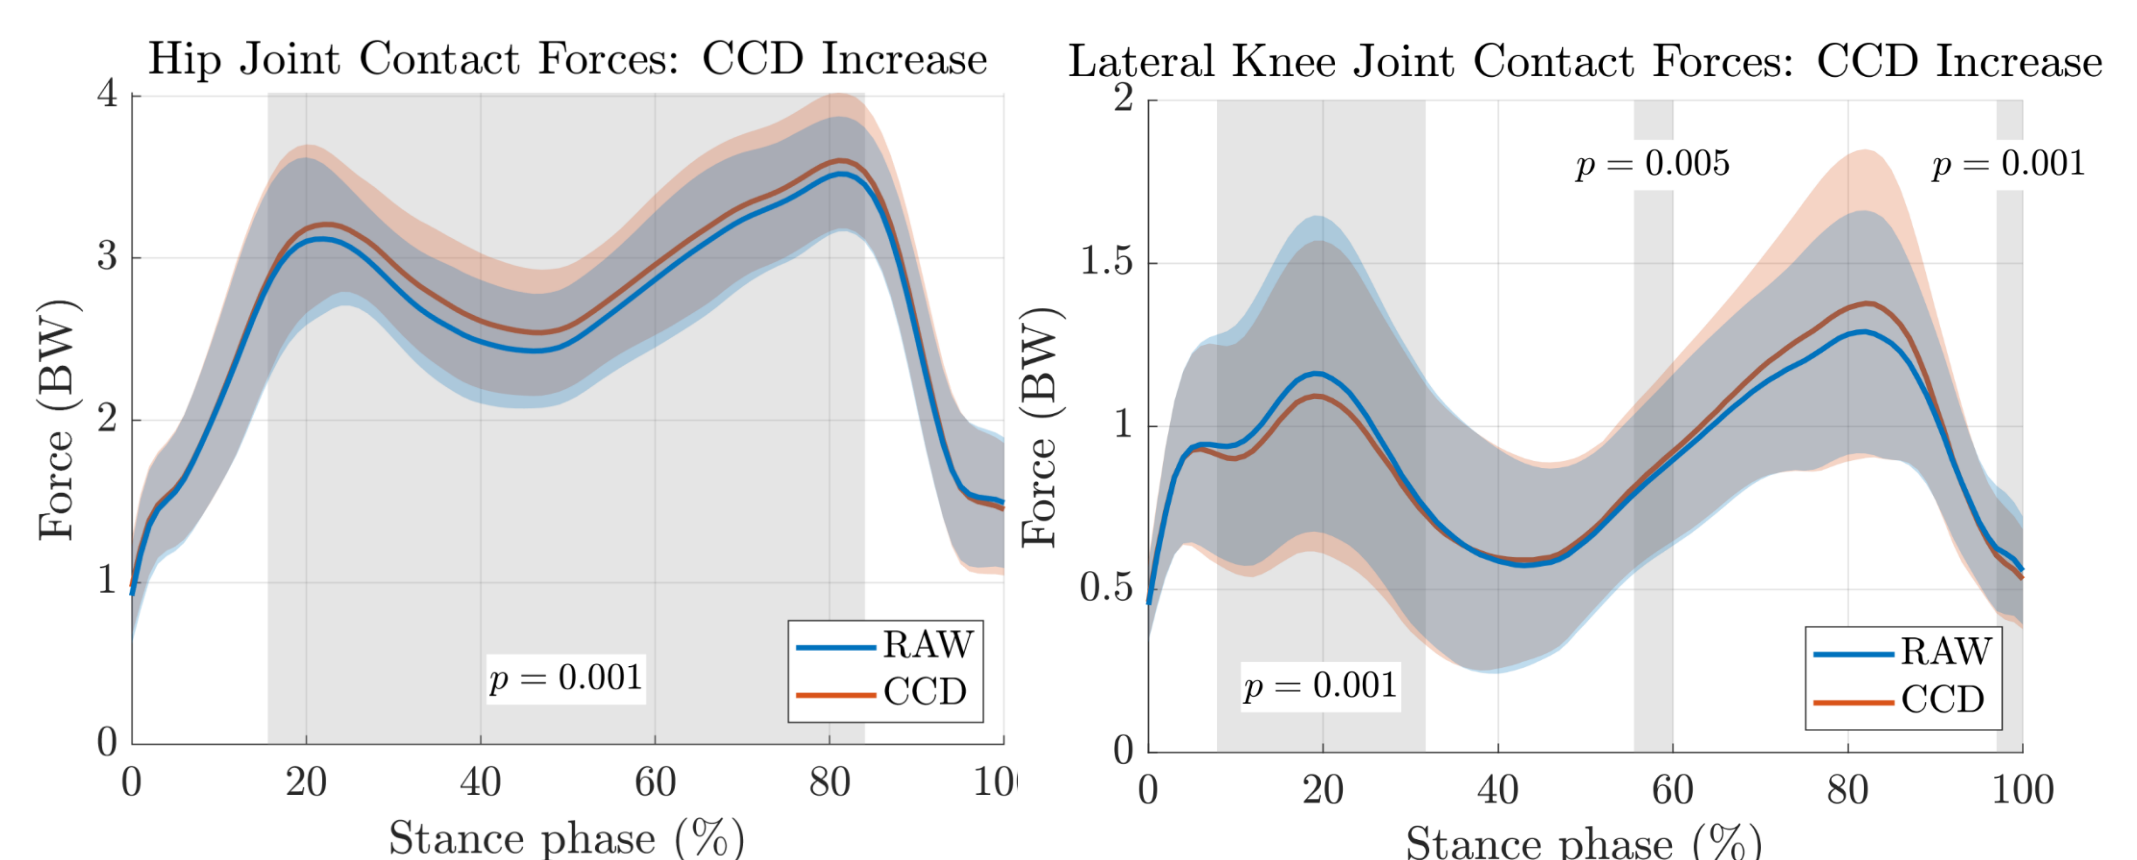 Hip Joint Contact Forces: CCD Increase
4
3
2
1
0
Force (BW)
p = 0.001
RAW
CCD
0 20 40 60 80 100
Stance phase (%)
Lateral Knee Joint Contact Forces: CCD Increase
2
1.5
1
0.5
0
Force (BW)
p = 0.005
p = 0.001
p = 0.001
RAW
CCD
0 20 40 60 80 100
Stance phase (%)